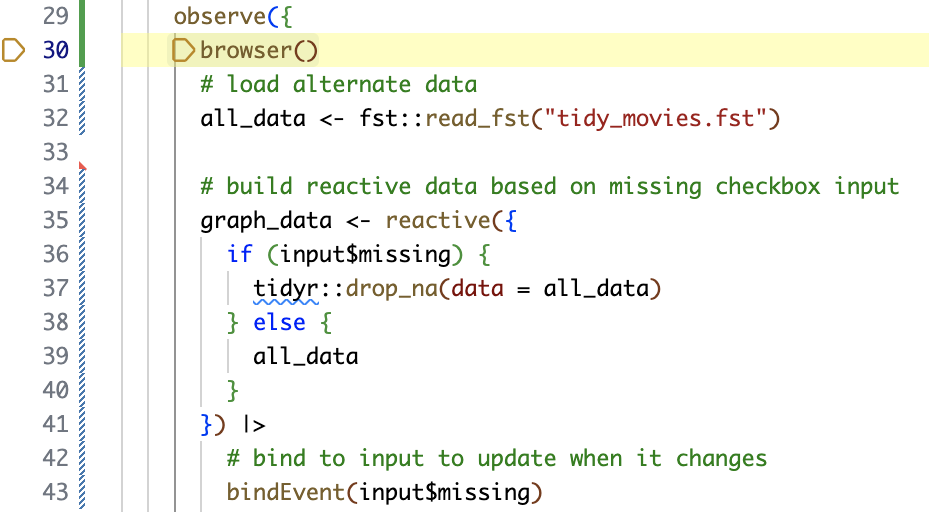 29 observe({
30 browser()
31 # load alternate data
32 all_data <- fst::read_fst("tidy_movies.fst")
33
34 # build reactive data based on missing checkbox input
35 graph_data <- reactive({
36 if (input$missing) {
37 tidyr::drop_na(data = all_data)
38 } else {
39 all_data
40 }
41 }) |>
42 # bind to input to update when it changes
43 bindEvent(input$missing)